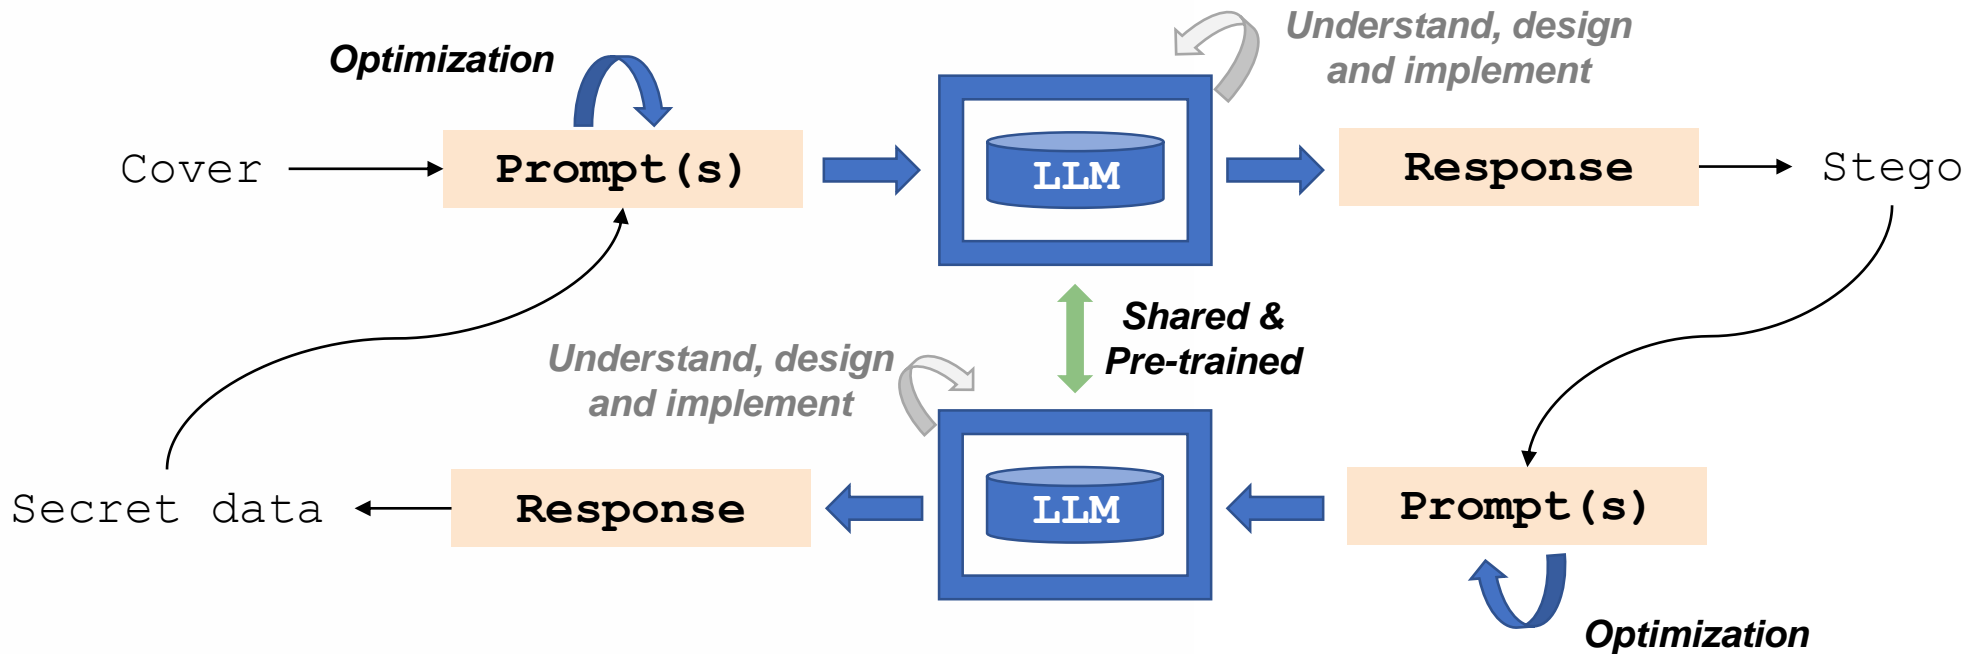 Optimization
Understand, design
and implement
Cover
Prompt(s)
LLM
Response
Stego
Shared &
Pre-trained
Understand, design
and implement
Secret data
Response
LLM
Prompt(s)
Optimization